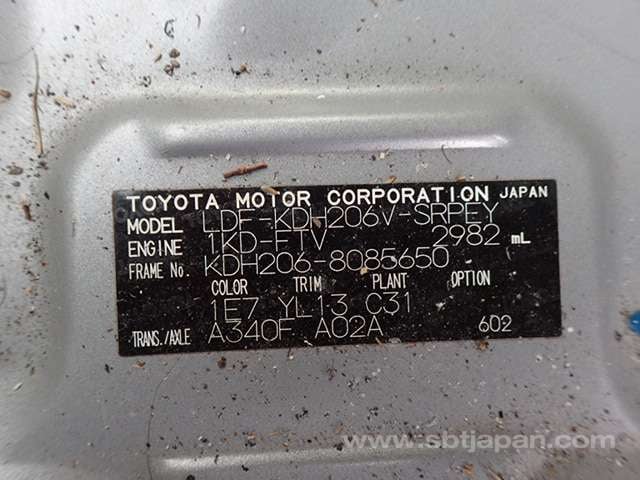 TOYOTA MOTOR CORPORATION JAPAN
MODEL LDF-KDH206V-SRPEY
ENGINE 1KD-FTV 2982 mL
FRAME No. KDH206-8085650
COLOR TRIM PLANT OPTION
1E7 YL13 C31
TRANS./AXLE A340F A02A 602
www.sbtjapan.com